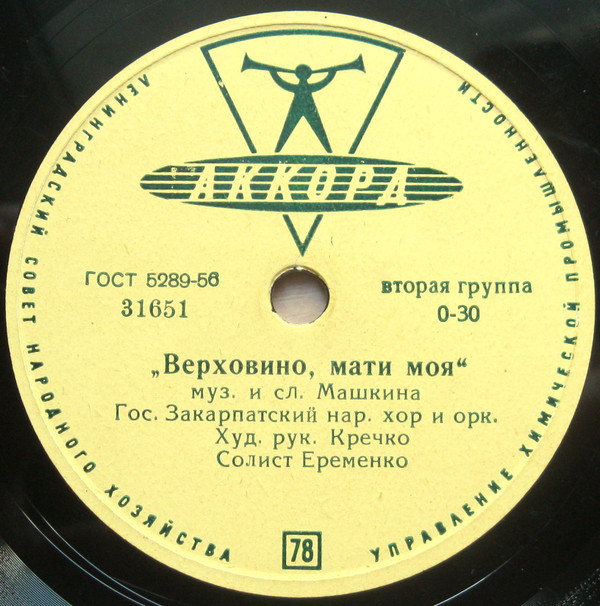 ЛЕНИНГРАДСКИЙ СОВЕТ НАРОДНОГО ХОЗЯЙСТВА
УПРАВЛЕНИЕ ХИМИЧЕСКОЙ ПРОМЫШЛЕННОСТИ
АККОРД
ГОСТ 5289-56
31651
вторая группа
0-30
„Верховино, мати моя“
муз. и сл. Машкина
Гос. Закарпатский нар. хор и орк.
Худ. рук. Кречко
Солист Еременко
78